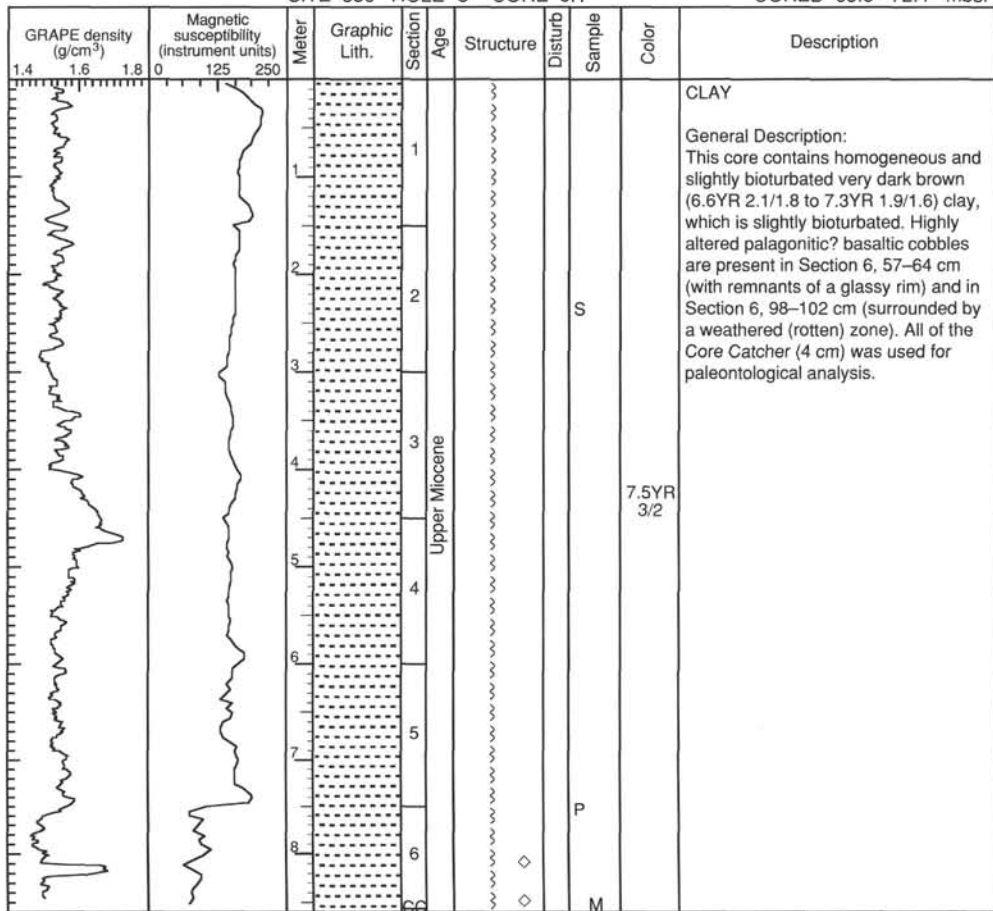 GRAPE density
(g/cm³)
1.4 1.6 1.8
Magnetic
susceptibility
(instrument units)
0 125 250
Meter
Graphic
Lith.
Section
Age
Structure
Disturb
Sample
Color
Description
1
2
3
4
5
6
7
8
1
2
3
4
5
6
CC
Upper Miocene
S
P
M
7.5YR
3/2
CLAY
General Description:
This core contains homogeneous and
slightly bioturbated very dark brown
(6.6YR 2.1/1.8 to 7.3YR 1.9/1.6) clay,
which is slightly bioturbated. Highly
altered palagonitic? basaltic cobbles
are present in Section 6, 57–64 cm
(with remnants of a glassy rim) and in
Section 6, 98–102 cm (surrounded by
a weathered (rotten) zone). All of the
Core Catcher (4 cm) was used for
paleontological analysis.